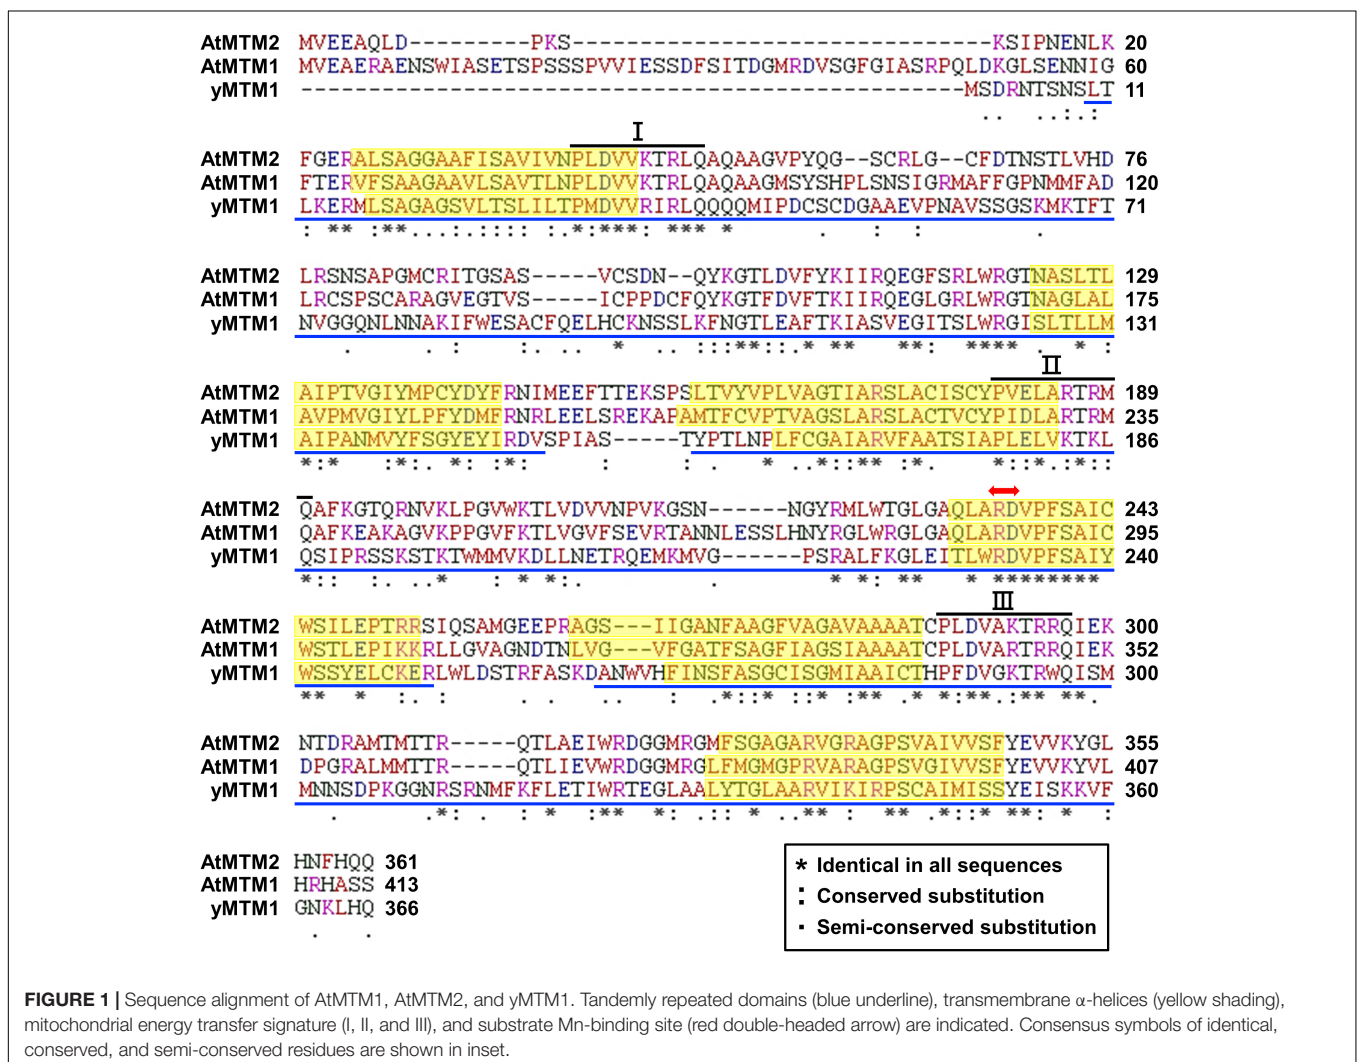 AtMTM2 MVEEAQLD---------PKS-------------------------------KSIPNENLK 20
AtMTM1 MVEAERAENSWIASETSPSSSPVVIESSDFSITDGMRDVSGFGIASRPQLDKGLSENNIG 60
yMTM1 -------------------------------------------------MSDRNTSNSLT 11
.. ..:.:
I
AtMTM2 FGERALSAGGAAFISAVIVNPLDVVKTRLQAQAAGVPYQG--SCRLG--CFDTNSTLVHD 76
AtMTM1 FTERVFSAAGAAVLSAVTLNPLDVVKTRLQAQAAGMSYSHPLSNSIGRMAFFGPNMMFAD 120
yMTM1 LKERMLSAGAGSVLTSLILTPMDVVRIRLQQQQMIPDCSCDGAAEVPNAVSSGSKMKTFT 71
: ** :**...:.:::: :.*:***: *** * . : : .
AtMTM2 LRSNSAPGMCRITGSAS-----VCSDN--QYKGTLDVFYKIIRQEGFSRLWRGTNASLTL 129
AtMTM1 LRCSPSCARAGVEGTVS-----ICPPDCFQYKGTFDVFTKIIRQEGLGRLWRGTNAGLAL 175
yMTM1 NVGGQNLNNAKIFWESACFQELHCKNSSLKFNGTLEAFTKIASVEGITSLWRGISLTLLM 131
. . : :. .. * .. :::**::.* ** **: **** . * :
II
AtMTM2 AIPTVGIYMPCYDYFRNIMEEFTTEKSPSLTVYVPLVAGTIARSLACISCYPVELARTRM 189
AtMTM1 AVPMVGIYLPFYDMFRNRLEELSREKAPAMTFCVPTVAGSLARSLACTVCYPIDLARTRM 235
yMTM1 AIPANMVYFSGYEYIRDVSPIAS-----TYPTLNPLFCGAIARVFAATSIAPLELVKTKL 186
*:* :*:. *: :*: : : . * ..*::** :*. *::*.:*::
AtMTM2 QAFKGTQRNVKLPGVWKTLVDVVNPVKGSN------NGYRMLWTGLGAQLARDVPFSAIC 243
AtMTM1 QAFKEAKAGVKPPGVFKTLVGVFSEVRTANNLESSLHNYRGLWRGLGAQLARDVPFSAIC 295
yMTM1 QSIPRSSKSTKTWMMVKDLLNETRQEMKMVG------PSRALFKGLEITLWRDVPFSAIY 240
*:: :. ..* : * *:. . * *: ** * ********
III
AtMTM2 WSILEPTRRSIQSAMGEEPRAGS---IIGANFAAGFVAGAVAAAATCPLDVAKTRRQIEK 300
AtMTM1 WSTLEPIKKRLLGVAGNDTNLVG---VFGATFSAGFIAGSIAAAATCPLDVARTRRQIEK 352
yMTM1 WSSYELCKERLWLDSTRFASKDANWVHFINSFASGCISGMIAAICTHPFDVGKTRWQISM 300
** * :. : . . .. : .*::* ::* :** .* *:**.:** **.
AtMTM2 NTDRAMTMTTR-----QTLAEIWRDGGMRGMFSGAGARVGRAGPSVAIVVSFYEVVKYGL 355
AtMTM1 DPGRALMMTTR-----QTLIEVWRDGGMRGLFMGMGPRVARAGPSVGIVVSFYEVVKYVL 407
yMTM1 MNNSDPKGGNRSRNMFKFLETIWRTEGLAALYTGLAARVIKIRPSCAIMISSYEISKKVF 360
. .*: . : * :** *: .:: * .** : ** .*::* **: * :
AtMTM2 HNFHQQ 361
AtMTM1 HRHASS 413
yMTM1 GNKLHQ 366
. .
* Identical in all sequences
: Conserved substitution
. Semi-conserved substitution
FIGURE 1 | Sequence alignment of AtMTM1, AtMTM2, and yMTM1. Tandemly repeated domains (blue underline), transmembrane α-helices (yellow shading),
mitochondrial energy transfer signature (I, II, and III), and substrate Mn-binding site (red double-headed arrow) are indicated. Consensus symbols of identical,
conserved, and semi-conserved residues are shown in inset.